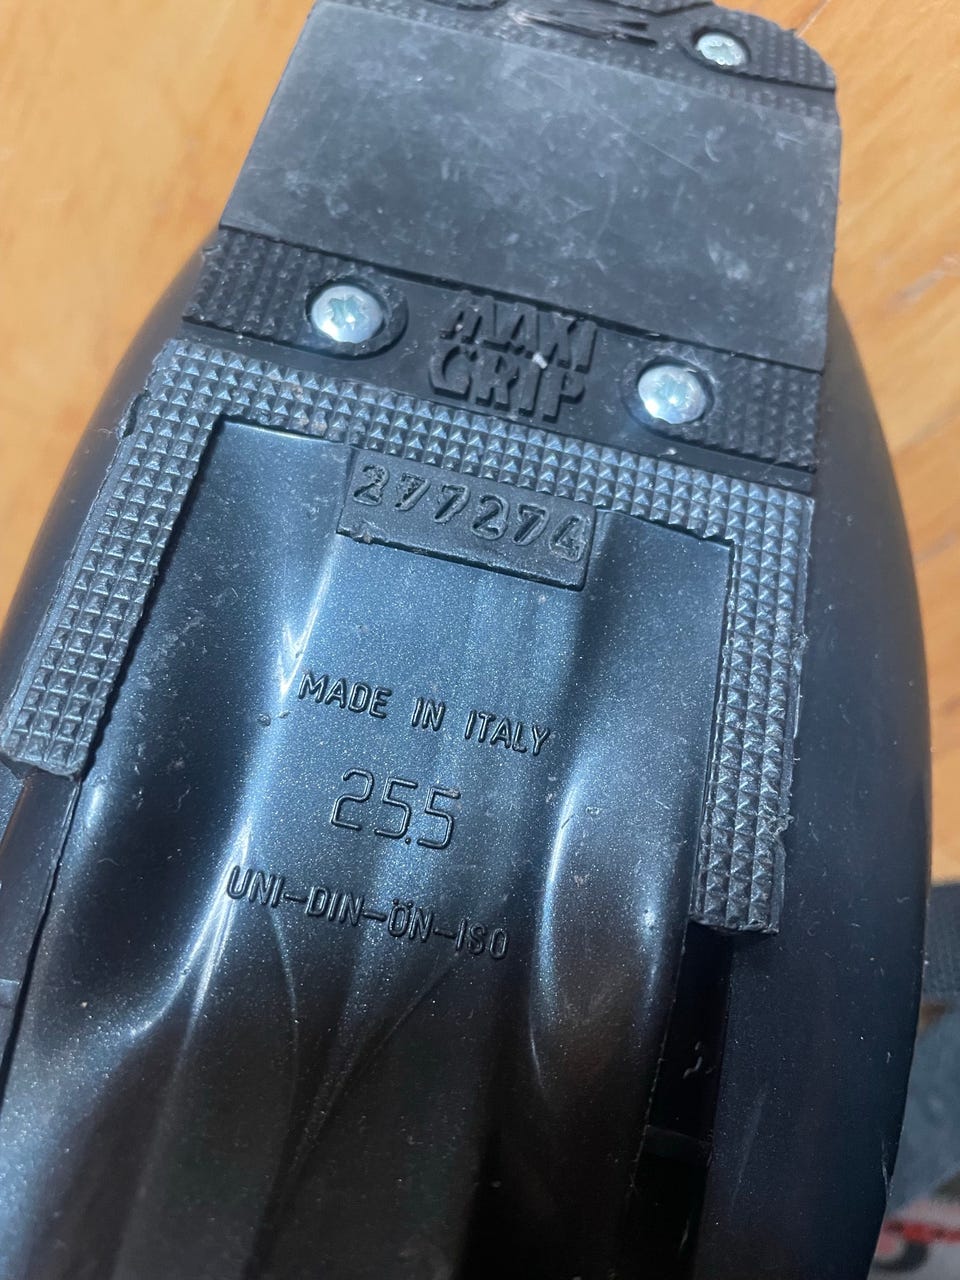 MAXI
GRIP
277274
MADE IN ITALY
25.5
UNI-DIN-ÖN-ISO